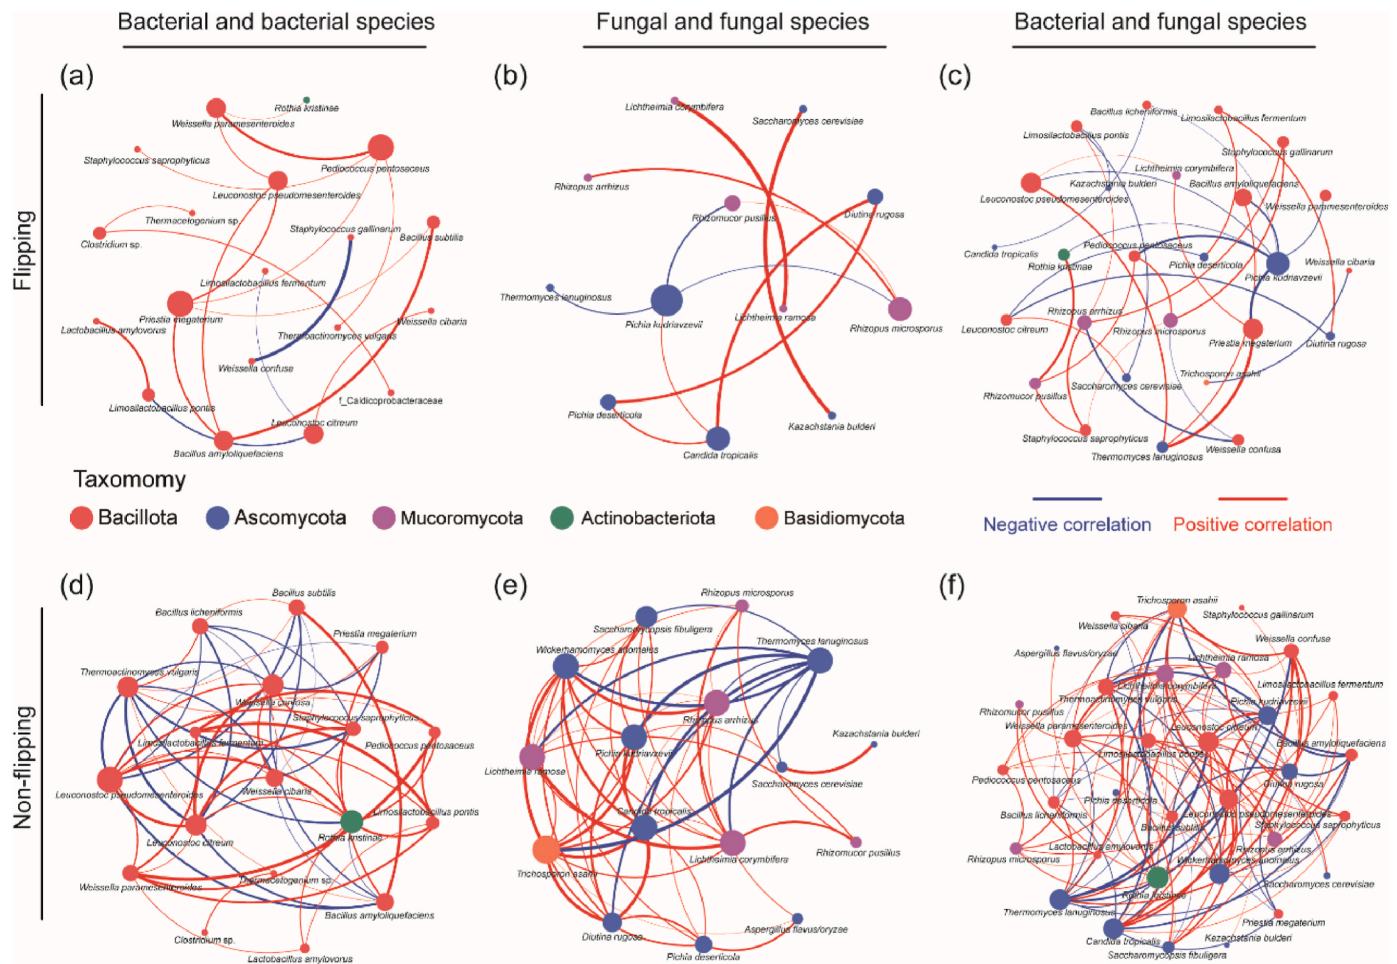 Bacterial and bacterial species
Fungal and fungal species
Bacterial and fungal species
Flipping
(a)
Rothia kristinae
Weissella paramesenteroides
Staphylococcus saprophyticus
Pediococcus pentosaceus
Leuconostoc pseudomesenteroides
Thermacetogenium sp.
Staphylococcus gallinarum
Clostridium sp.
Bacillus subtilis
Limosilactobacillus fermentum
Priestia megaterium
Weissella cibaria
Lactobacillus amylovorus
Theraboactinomyces vulgaris
Weissella confuse
Limosilactobacillus pontis
f_Caldicoprobacteraceae
Leuconostoc citreum
Bacillus amyloliquefaciens
(b)
Lichtheimia corymbifera
Saccharomyces cerevisiae
Rhizopus arrhizus
Rhizomucor pusillus
Diutina rugosa
Thermomyces lanuginosus
Pichia kudriavzevii
Lichtheimia ramosa
Rhizopus microsporus
Pichia deserticola
Kazachstania bulderi
Candida tropicalis
(c)
Bacillus licheniformis
Limosilactobacillus fermentum
Limosilactobacillus pontis
Staphylococcus gallinarum
Lichtheimia corymbifera
Kazachstania bulderi
Bacillus amyloliquefaciens
Leuconostoc pseudomesenteroides
Weissella paramesenteroides
Pediococcus pentosaceus
Candida tropicalis
Rothia kristinae
Pichia deserticola
Pichia kudriavzevii
Weissella cibaria
Rhizopus arrhizus
Leuconostoc citreum
Rhizopus microsporus
Priestia megaterium
Diutina rugosa
Trichosporon asahii
Saccharomyces cerevisiae
Rhizomucor pusillus
Staphylococcus saprophyticus
Thermomyces lanuginosus
Weissella confusa
Taxomomy
Bacillota
Ascomycota
Mucoromycota
Actinobacteriota
Basidiomycota
Negative correlation
Positive correlation
Non-flipping
(d)
Bacillus subtilis
Bacillus licheniformis
Priestia megaterium
Thermoactinomyces vulgaris
Weissella confusa
Staphylococcus saprophyticus
Limosilactobacillus fermentum
Pediococcus pentosaceus
Leuconostoc pseudomesenteroides
Weissella cibaria
Limosilactobacillus pontis
Rothia kristinae
Leuconostoc citreum
Weissella paramesenteroides
Thermacetogenium sp.
Bacillus amyloliquefaciens
Clostridium sp.
Lactobacillus amylovorus
(e)
Rhizopus microsporus
Saccharomycopsis fibuligera
Thermomyces lanuginosus
Wickerhamomyces anomalus
Rhizopus arrhizus
Kazachstania bulderi
Pichia kudriavzevii
Lichtheimia ramose
Saccharomyces cerevisiae
Candida tropicalis
Lichtheimia corymbifera
Rhizomucor pusillus
Trichosporon asahii
Aspergillus flavus/oryzae
Diutina rugose
Pichia deserticola
(f)
Trichosporon asahii
Staphylococcus gallinarum
Weissella cibaria
Weissella confuse
Aspergillus flavus/oryzae
Lichtheimia ramosa
Lichtheimia corymbifera
Limosilactobacillus fermentum
Thermoactinomyces vulgaris
Rhizomucor pusillus
Pichia kudriavzevii
Weissella paramesenteroides
Leuconostoc citreum
Bacillus amyloliquefaciens
Limosilactobacillus pontis
Pediococcus pentosaceus
Diutina rugosa
Pichia deserticola
Bacillus licheniformis
Leuconostoc pseudomesenteroides
Bacillus subtilis
Staphylococcus saprophyticus
Lactobacillus amylovorus
Rhizopus arrhizus
Rhizopus microsporus
Wickerhamomyces anomalus
Saccharomyces cerevisiae
Rothia kristinae
Thermomyces lanuginosus
Priestia megaterium
Candida tropicalis
Kazachstania bulderi
Saccharomycopsis fibuligera